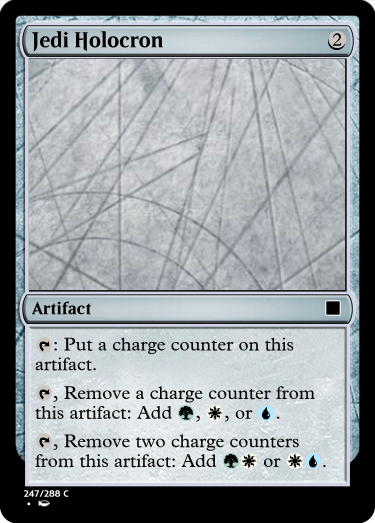 Jedi Holocron 2
Artifact
: Put a charge counter on this
artifact.
, Remove a charge counter from
this artifact: Add , , or .
, Remove two charge counters
from this artifact: Add or .
247/288 C